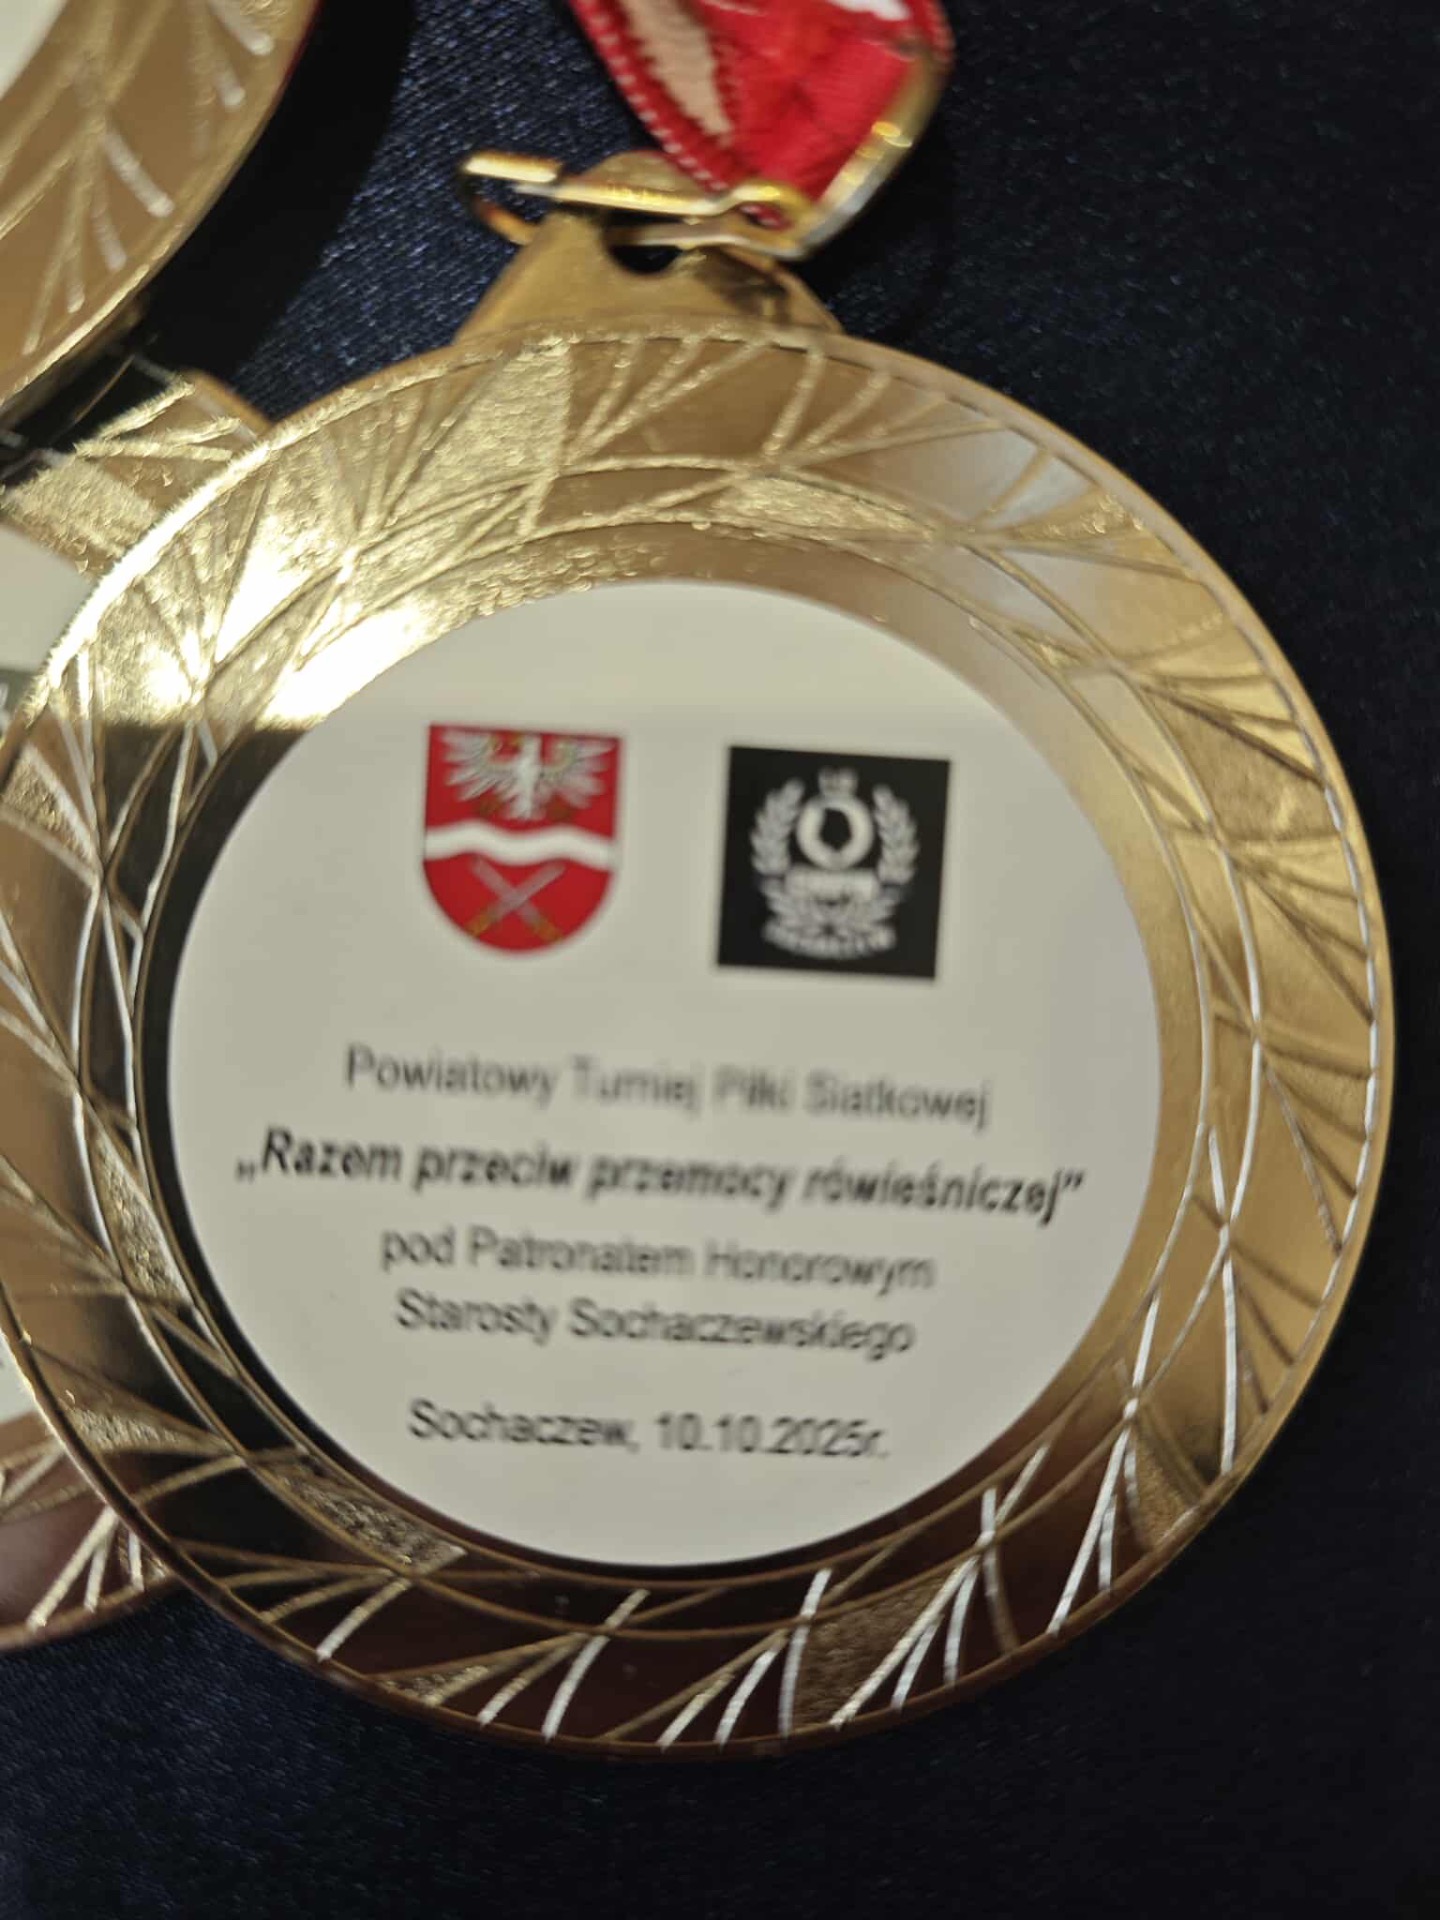 Powiatowy Turniej Piłki Siatkowej
„Razem przeciw przemocy rówieśniczej”
pod Patronatem Honorowym
Starosty Sochaczewskiego
Sochaczew, 10.10.2025r.